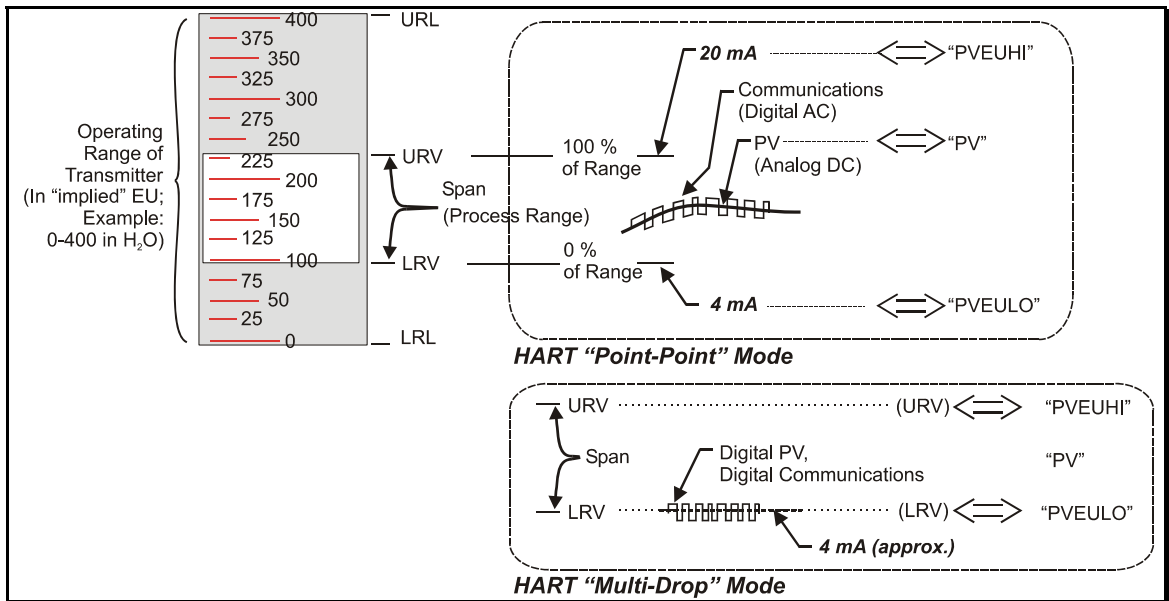 Operating
Range of
Transmitter
(In “implied” EU;
Example:
0-400 in H₂O)
400
375
350
325
300
275
250
225
200
175
150
125
100
75
50
25
0
URL
URV
Span
(Process Range)
LRV
LRL
100 %
of Range
0 %
of Range
20 mA
“PVEUHI”
Communications
(Digital AC)
PV
(Analog DC)
“PV”
4 mA
“PVEULO”
HART “Point-Point” Mode
URV
(URV)
“PVEUHI”
Span
Digital PV,
Digital Communications
“PV”
LRV
(LRV)
“PVEULO”
4 mA (approx.)
HART “Multi-Drop” Mode